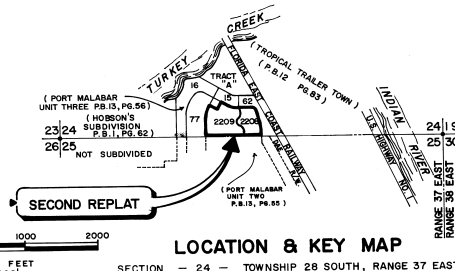 TURKEY CREEK
FLORIDA EAST COAST RAILWAY
(TROPICAL TRAILER TOWN)
(P.B.12 PG.83)
INDIAN RIVER
U.S. HIGHWAY NO. 1
TRACT
"A"
16
15
62
77
2209
2208
(PORT MALABAR
UNIT THREE P.B.13, PG.56)
(HOBSON'S
SUBDIVISION
P.B.1, PG.62)
23 24
26 25
NOT SUBDIVIDED
24 19
25 30
RANGE 37 EAST
RANGE 38 EAST
(PORT MALABAR
UNIT TWO
P.B.13, PG.55)
SECOND REPLAT
1000 2000
FEET
LOCATION & KEY MAP
SECTION - 24 - TOWNSHIP 28 SOUTH, RANGE 37 EAST